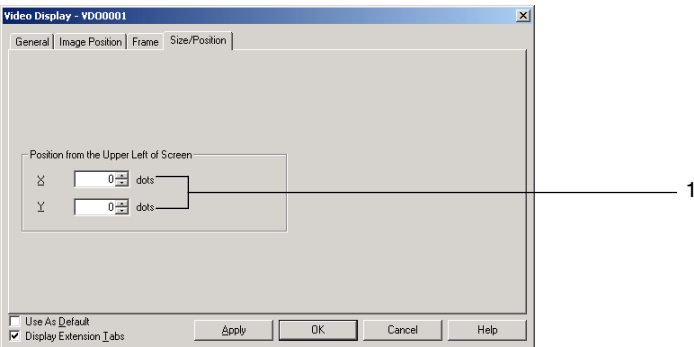 Video Display - VDO0001
General Image Position Frame Size/Position
Position from the Upper Left of Screen
X 0 dots
Y 0 dots
1
Use As Default
Display Extension Tabs
Apply OK Cancel Help